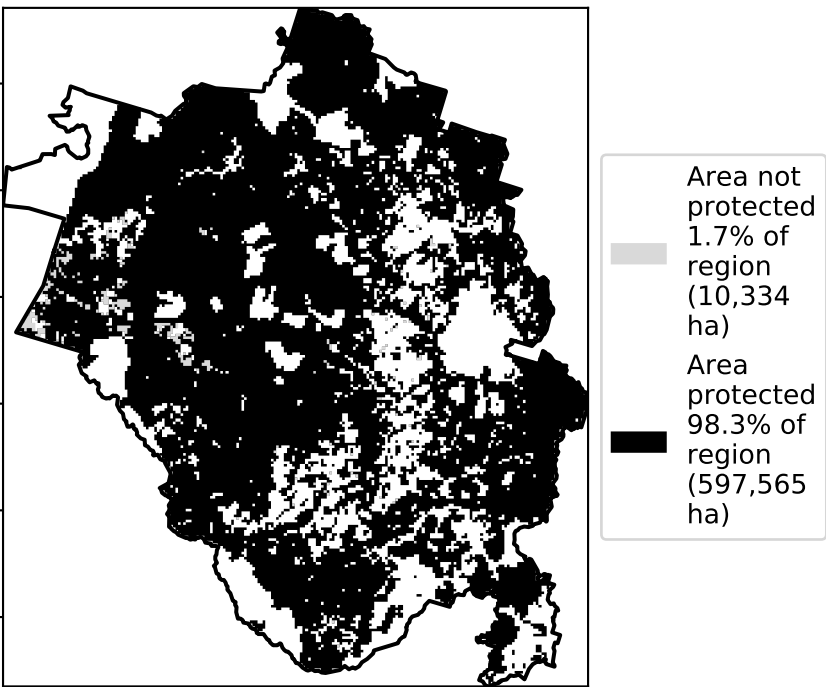 Area not
protected
1.7% of
region
(10,334
ha)
Area
protected
98.3% of
region
(597,565
ha)